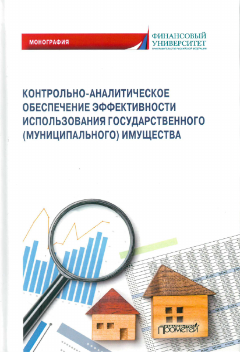 МОНОГРАФИЯ
ФИНАНСОВЫЙ
УНИВЕРСИТЕТ
КОНТРОЛЬНО-АНАЛИТИЧЕСКОЕ
ОБЕСПЕЧЕНИЕ ЭФФЕКТИВНОСТИ
ИСПОЛЬЗОВАНИЯ ГОСУДАРСТВЕННОГО
(МУНИЦИПАЛЬНОГО) ИМУЩЕСТВА
ПРОМЕТЕЙ